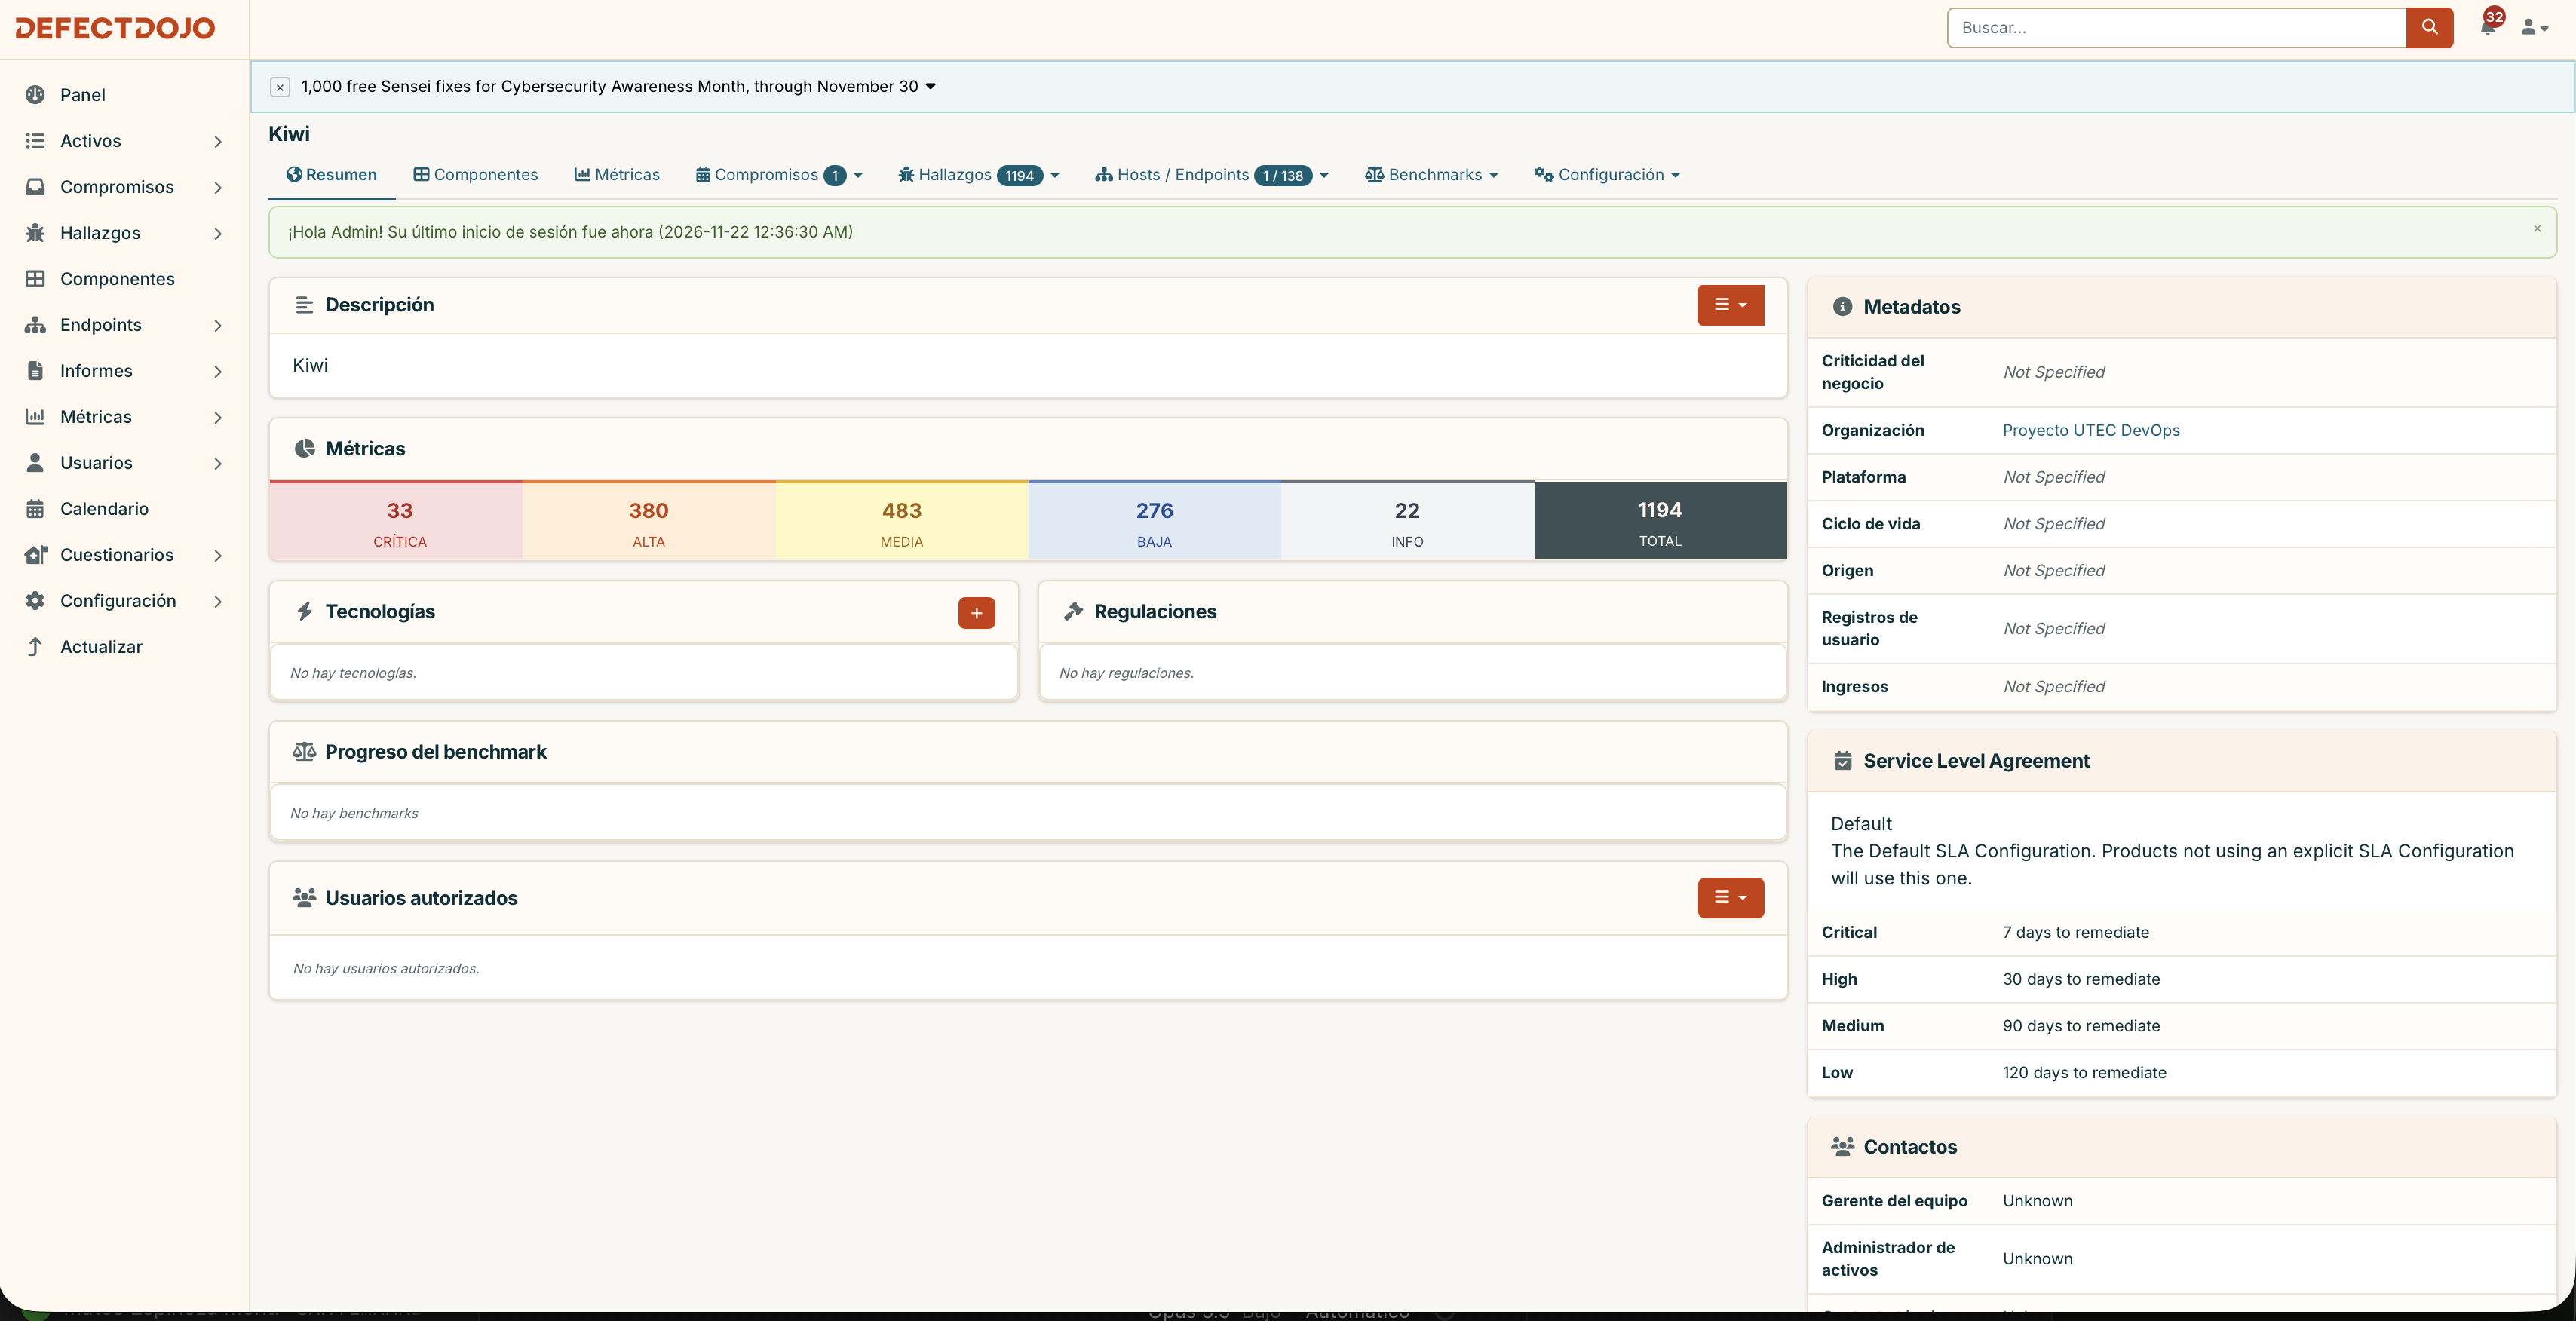 DEFECTDOJO
Buscar...
32
Panel
Activos
Compromisos
Hallazgos
Componentes
Endpoints
Informes
Métricas
Usuarios
Calendario
Cuestionarios
Configuración
Actualizar
1,000 free Sensei fixes for Cybersecurity Awareness Month, through November 30
Kiwi
Resumen Componentes Métricas Compromisos 1 Hallazgos 1194 Hosts / Endpoints 1 / 138 Benchmarks Configuración
¡Hola Admin! Su último inicio de sesión fue ahora (2026-11-22 12:36:30 AM)
Descripción
Kiwi
Métricas
33 380 483 276 22 1194
CRÍTICA ALTA MEDIA BAJA INFO TOTAL
Tecnologías
No hay tecnologías.
Regulaciones
No hay regulaciones.
Progreso del benchmark
No hay benchmarks
Usuarios autorizados
No hay usuarios autorizados.
Metadatos
Criticidad del
negocio
Not Specified
Organización Proyecto UTEC DevOps
Plataforma Not Specified
Ciclo de vida Not Specified
Origen Not Specified
Registros de
usuario
Not Specified
Ingresos Not Specified
Service Level Agreement
Default
The Default SLA Configuration. Products not using an explicit SLA Configuration
will use this one.
Critical 7 days to remediate
High 30 days to remediate
Medium 90 days to remediate
Low 120 days to remediate
Contactos
Gerente del equipo Unknown
Administrador de
activos
Unknown